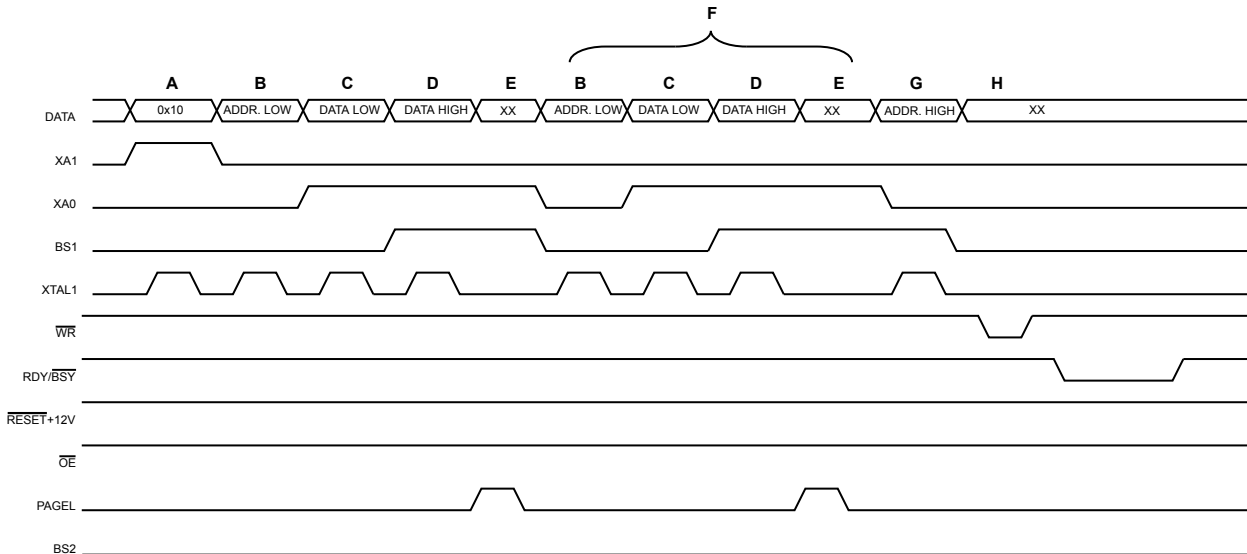 F
A B C D E B C D E G H
DATA 0x10 ADDR. LOW DATA LOW DATA HIGH XX ADDR. LOW DATA LOW DATA HIGH XX ADDR. HIGH XX
XA1
XA0
BS1
XTAL1
WR
RDY/BSY
RESET+12V
OE
PAGEL
BS2